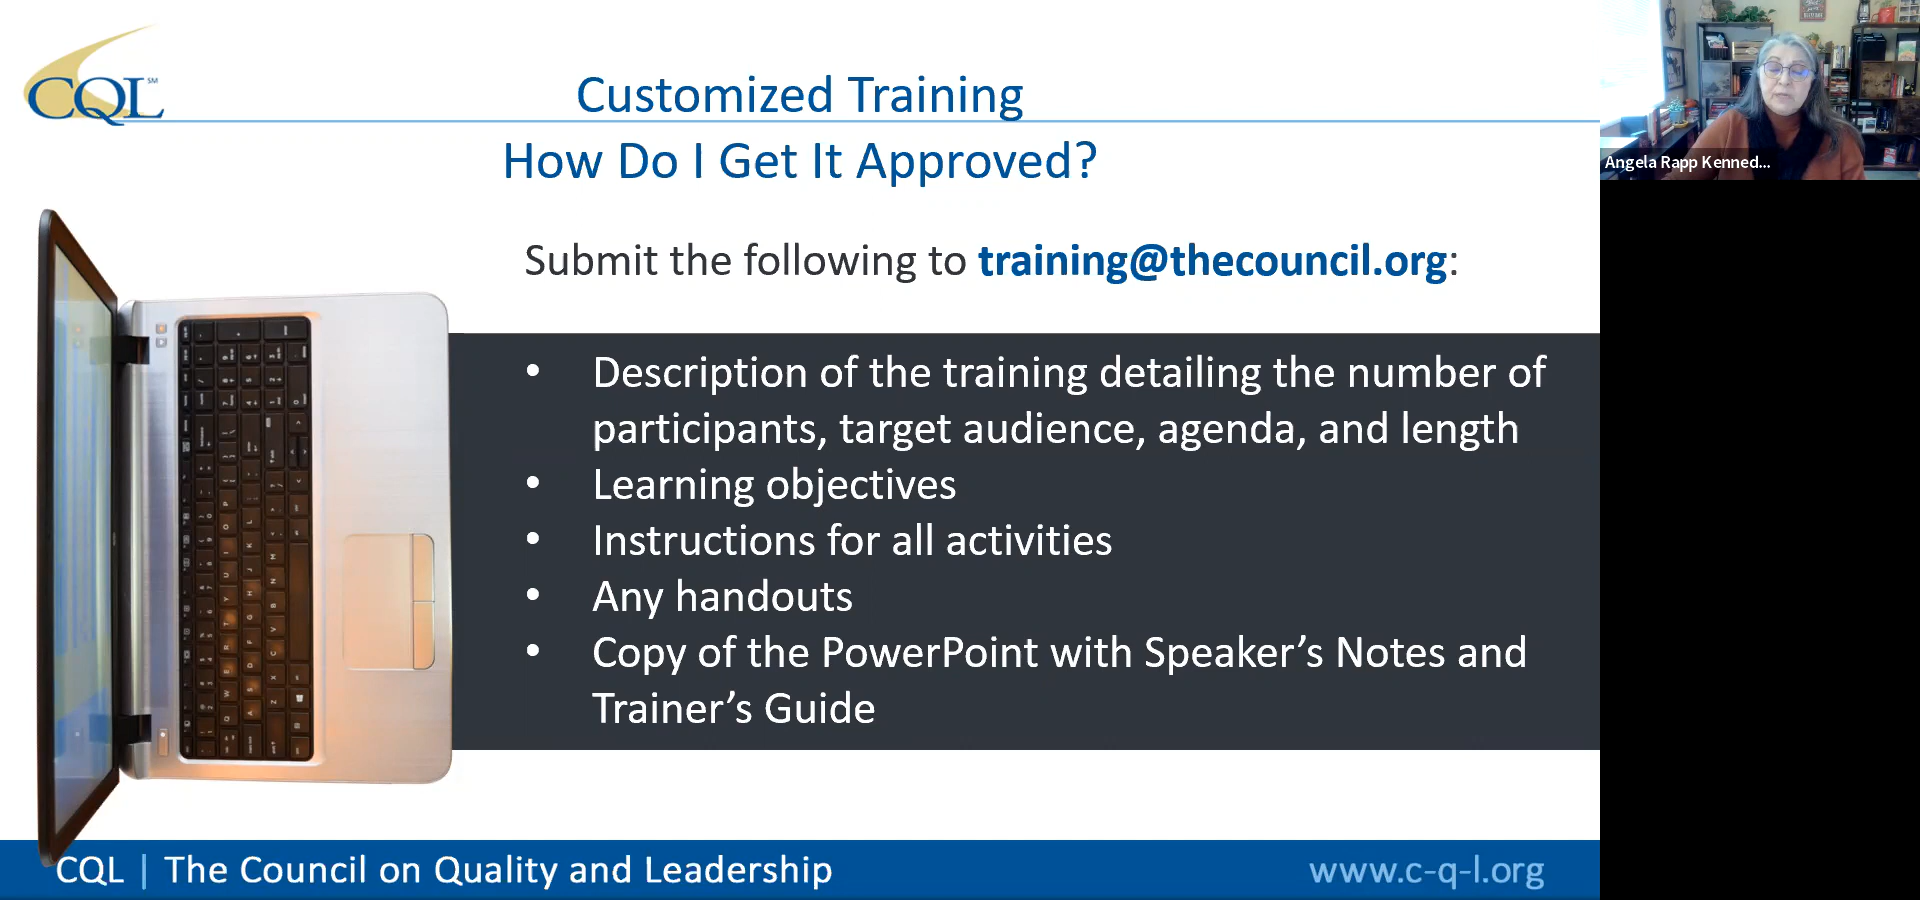 CQL SM
Customized Training
How Do I Get It Approved?
Submit the following to training@thecouncil.org:
• Description of the training detailing the number of
participants, target audience, agenda, and length
• Learning objectives
• Instructions for all activities
• Any handouts
• Copy of the PowerPoint with Speaker’s Notes and
Trainer’s Guide
CQL | The Council on Quality and Leadership
www.c-q-l.org
Angela Rapp Kenned...